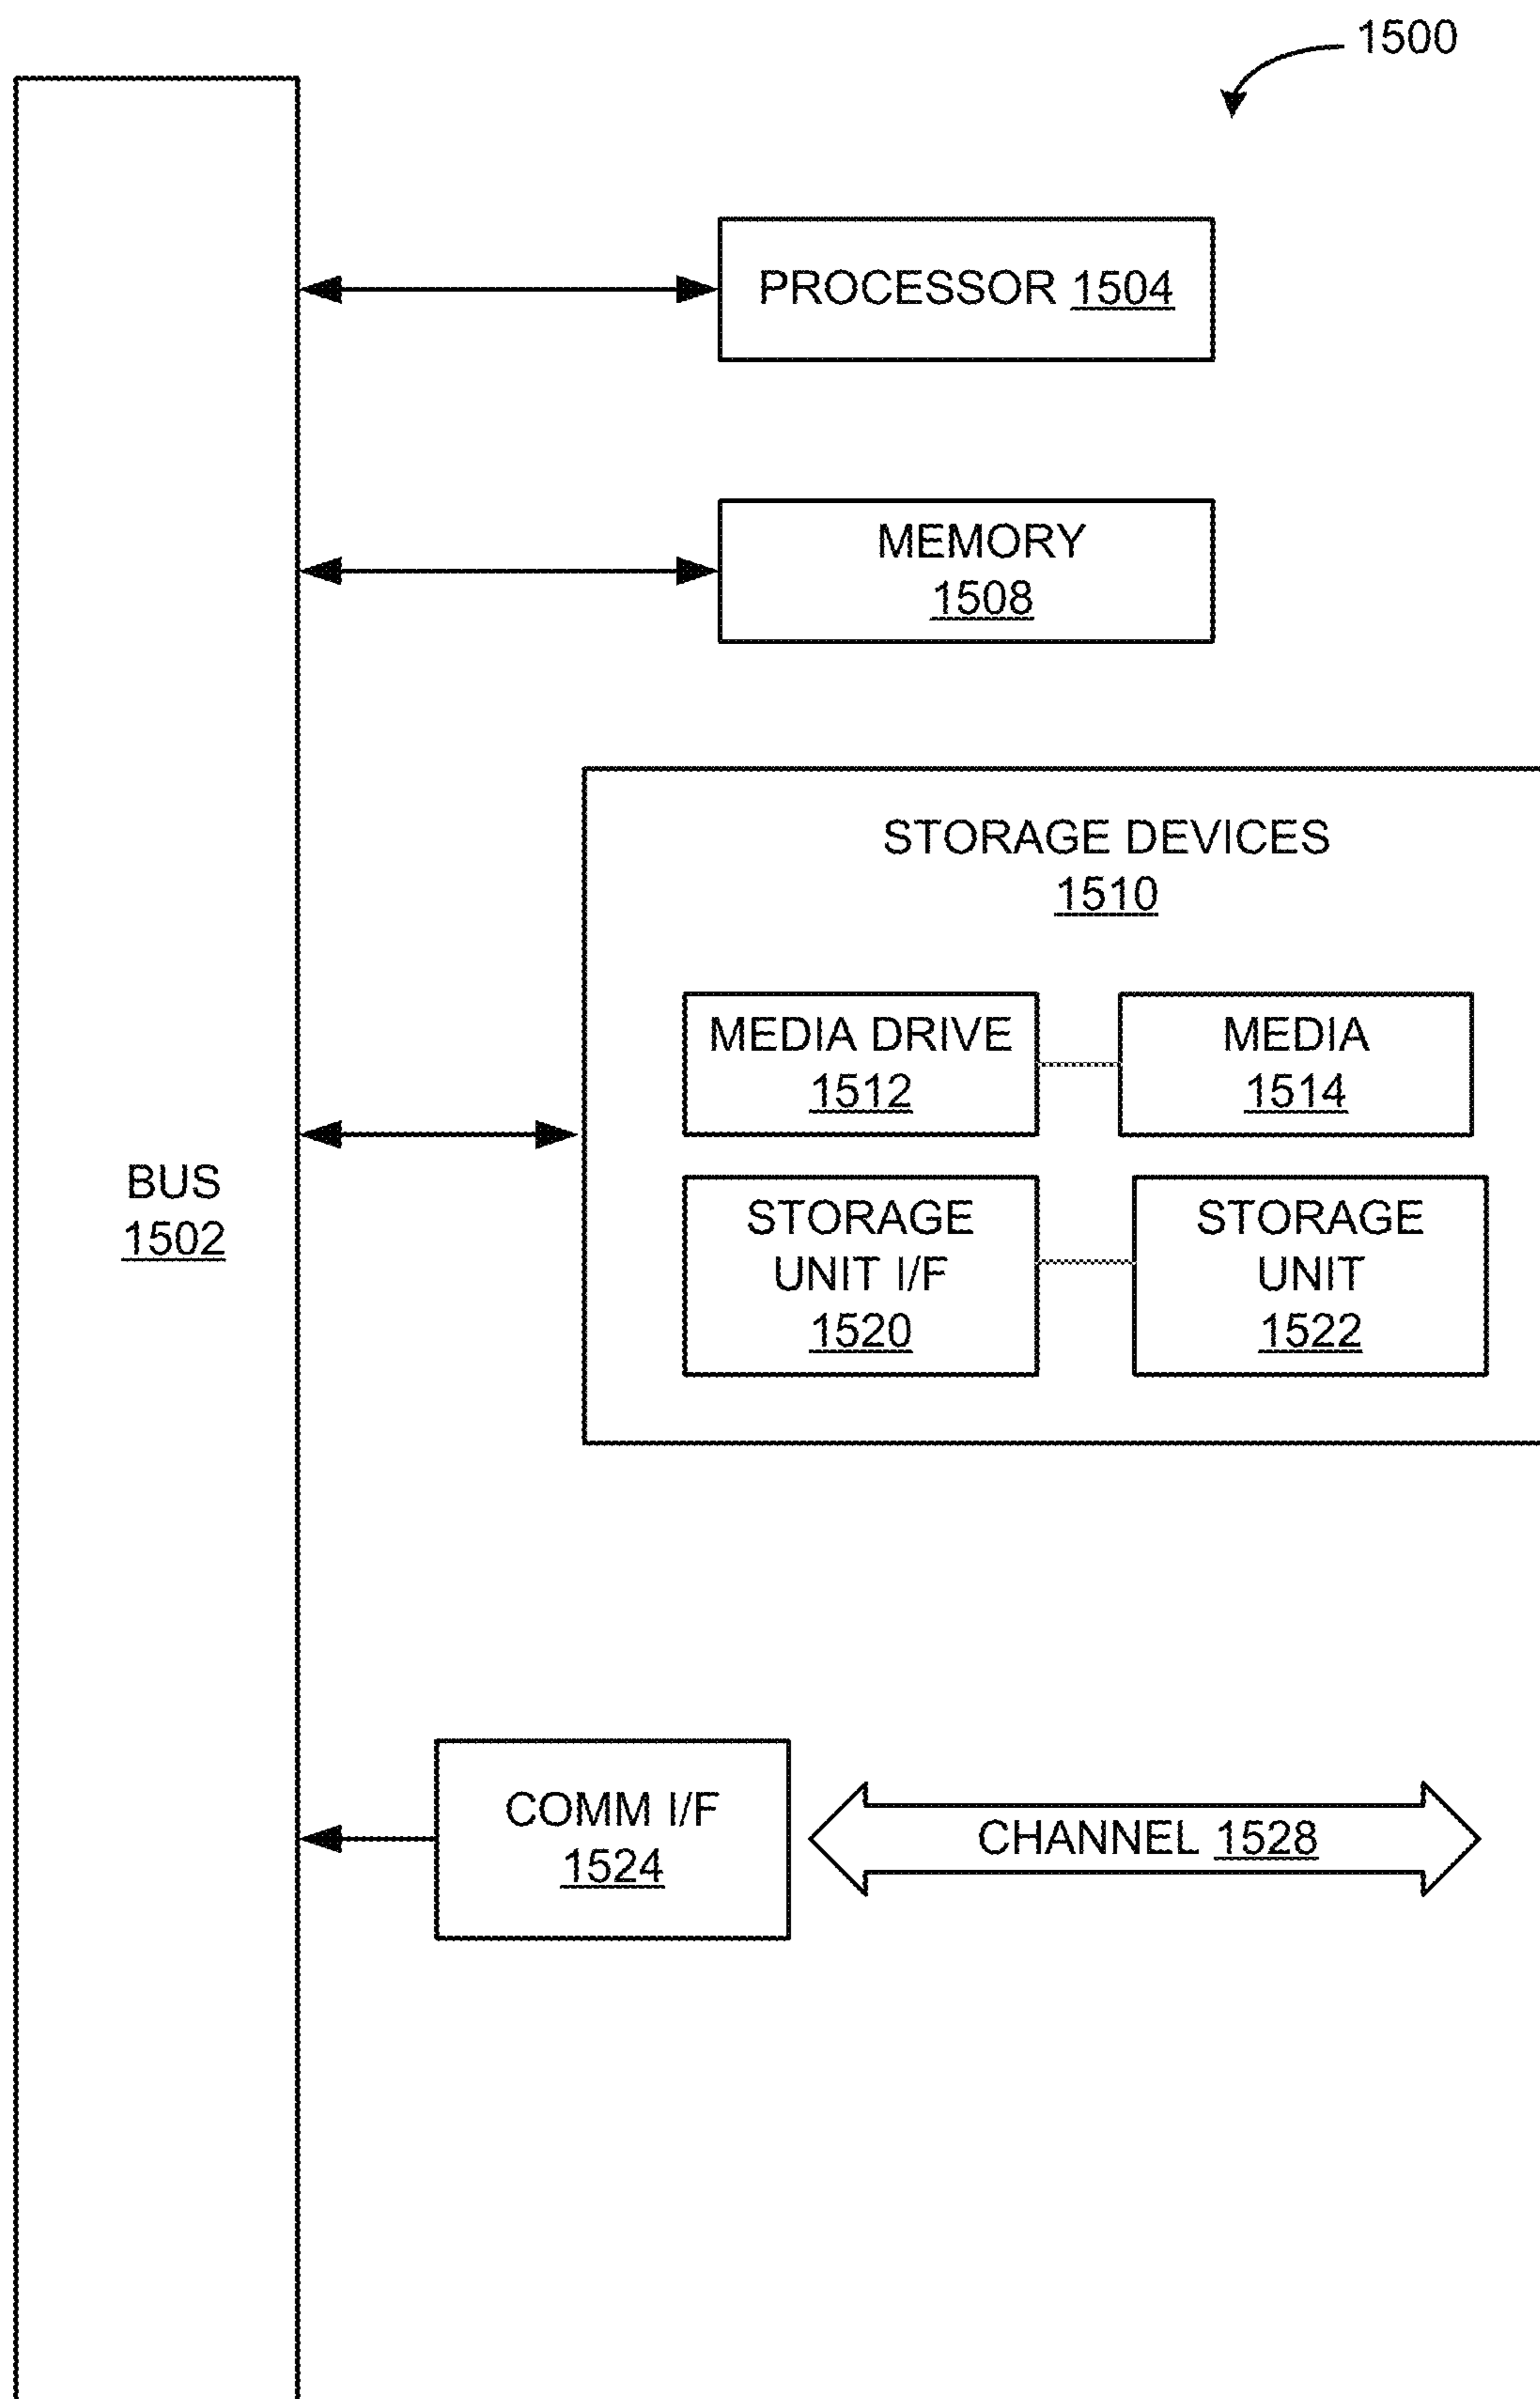 1500
PROCESSOR 1504
MEMORY
1508
STORAGE DEVICES
1510
MEDIA DRIVE
1512
MEDIA
1514
BUS
1502
STORAGE
UNIT I/F
1520
STORAGE
UNIT
1522
COMM I/F
1524
CHANNEL 1528